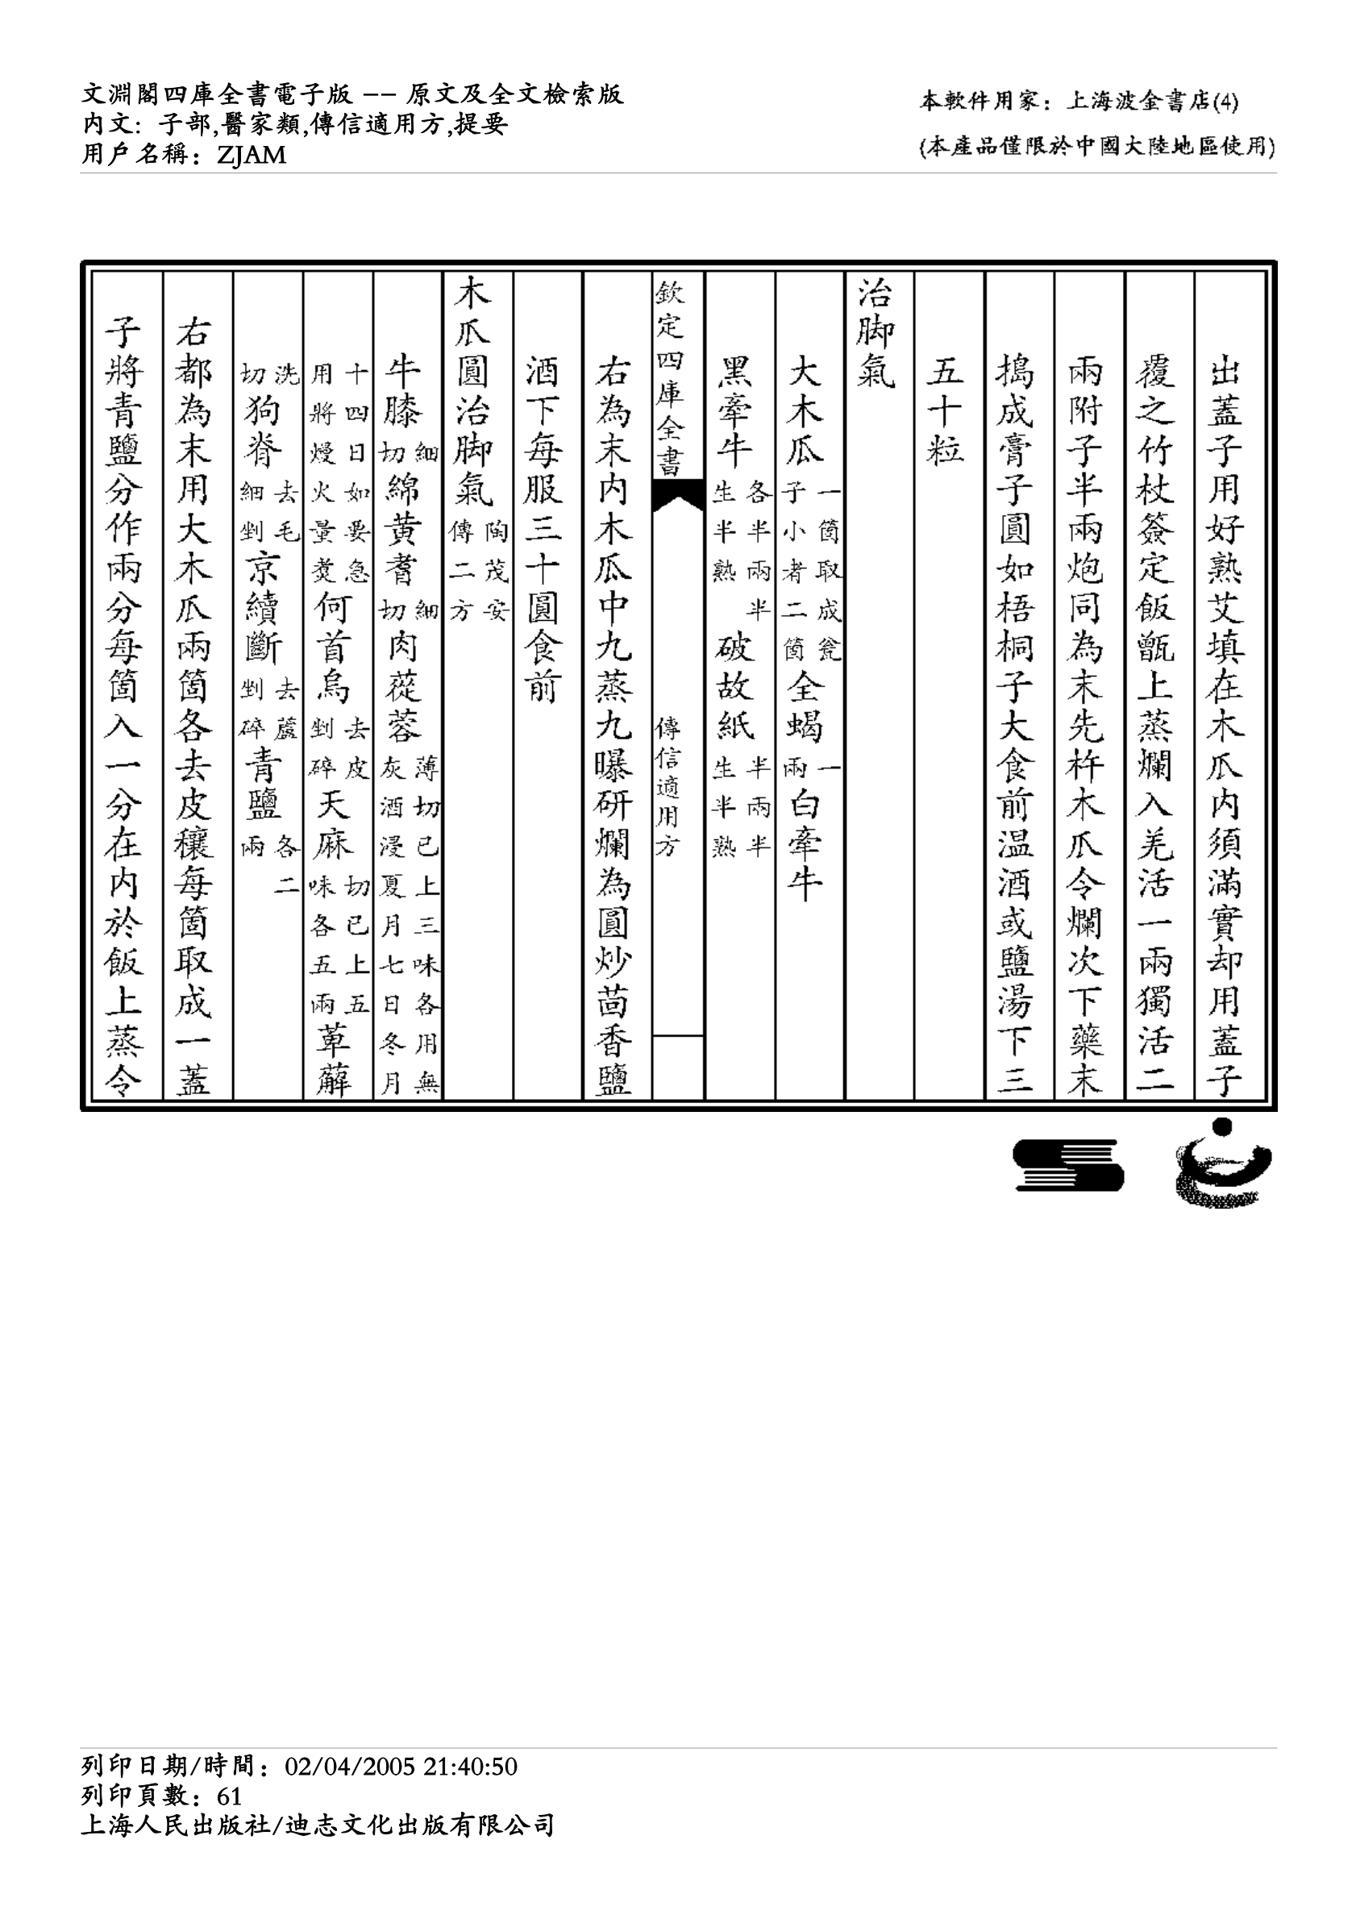 文淵閣四庫全書電子版 -- 原文及全文檢索版
內文: 子部,醫家類,傳信適用方,提要
用戶名稱: ZJAM
本軟件用家: 上海波金書店(4)
(本產品僅限於中國大陸地區使用)
出蓋子用好熟艾填在木瓜内須滿實却用蓋子
覆之竹杖簽定飯甑上蒸爛入羌活一兩獨活二
兩附子半兩炮同為末先杵木瓜令爛次下藥末
搗成膏子圓如梧桐子大食前温酒或鹽湯下三
五十粒
治脚氣
大木瓜一箇取成瓮子小者二箇全蝎一兩白牽牛
黑牽牛各半兩半生半熟破故紙半兩半生半熟
欽定四庫全書 傳信適用方
右為末内木瓜中九蒸九曝研爛為圓炒茴香鹽
酒下每服三十圓食前
木瓜圓治脚氣陶茂安傳二方
牛膝細切綿黄耆細切肉蓯蓉薄切已上三味各用無灰酒浸夏月七日冬月
十四日如要急用將熳火量煑何首烏去皮剉碎天麻切已上五味各五兩萆薢
洗切狗脊去毛細剉京續斷去蘆剉碎青鹽各二兩
右都為末用大木瓜兩箇各去皮穰每箇取成一蓋
子將青鹽分作兩分每箇入一分在内於飯上蒸令
列印日期/時間: 02/04/2005 21:40:50
列印頁數: 61
上海人民出版社/迪志文化出版有限公司